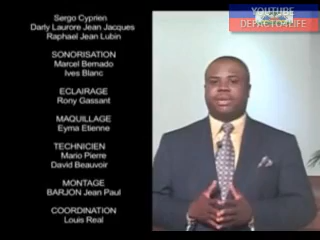 YOUTUBE
DEPACTO4LIFE
Sergo Cyprien
Darly Laurore Jean Jacques
Raphael Jean Lubin
SONORISATION
Marcel Bernado
Ives Blanc
ECLAIRAGE
Rony Gassant
MAQUILLAGE
Eyma Etienne
TECHNICIEN
Mario Pierre
David Beauvoir
MONTAGE
BARJON Jean Paul
COORDINATION
Louis Real